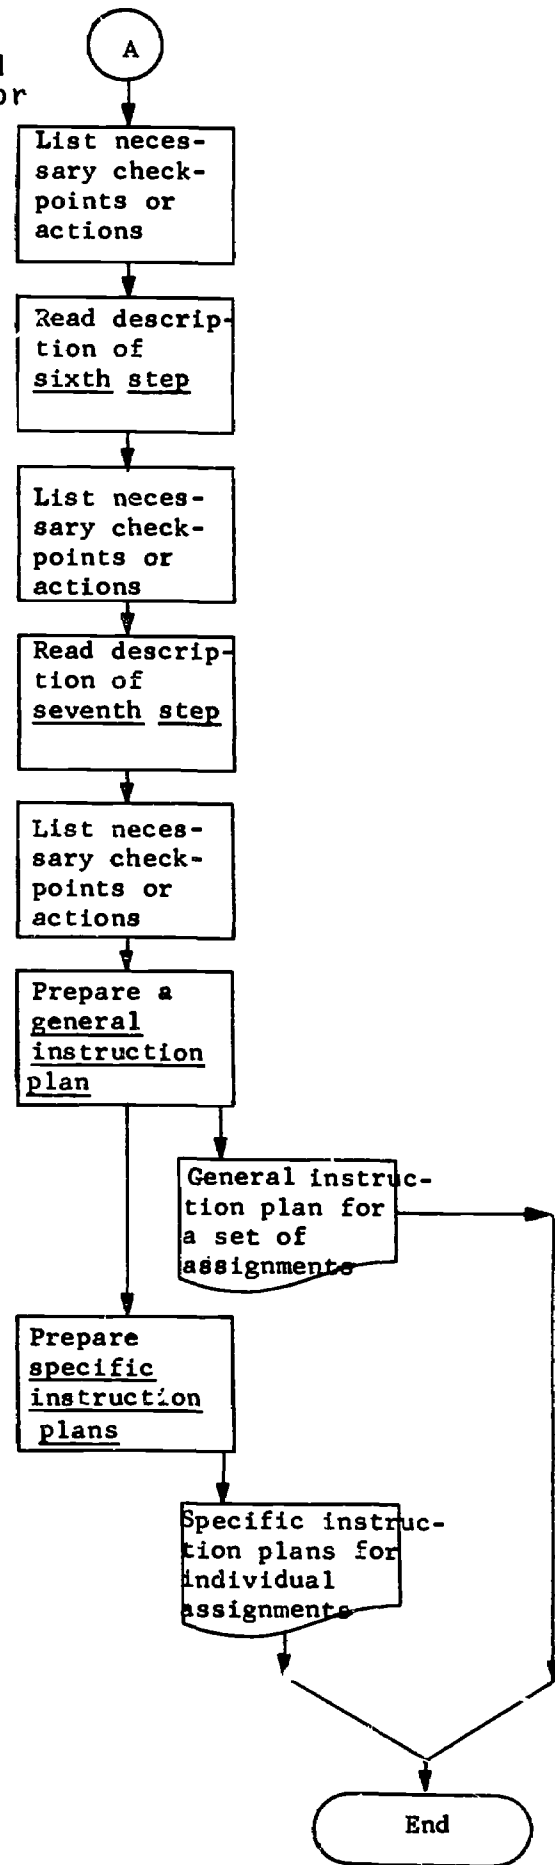 A
or
List neces-
sary check-
points or
actions
Read descrip-
tion of
sixth step
List neces-
sary check-
points or
actions
Read descrip-
tion of
seventh step
List neces-
sary check-
points or
actions
Prepare a
general
instruction
plan
General instruc-
tion plan for
a set of
assignments
Prepare
specific
instruction
plans
Specific instruc-
tion plans for
individual
assignments
End